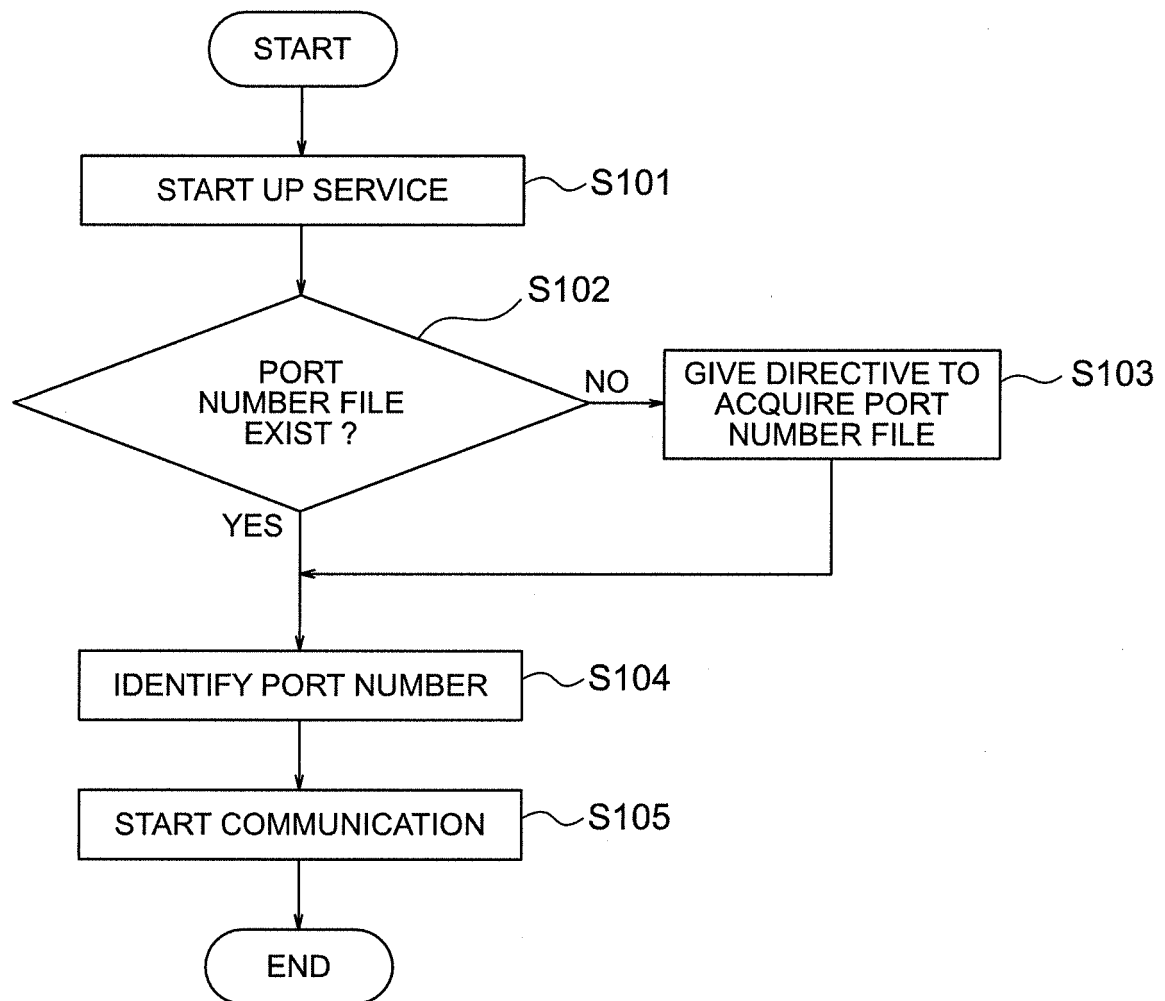 START
START UP SERVICE
S101
S102
PORT
NUMBER FILE
EXIST ?
NO
GIVE DIRECTIVE TO
ACQUIRE PORT
NUMBER FILE
S103
YES
IDENTIFY PORT NUMBER
S104
START COMMUNICATION
S105
END